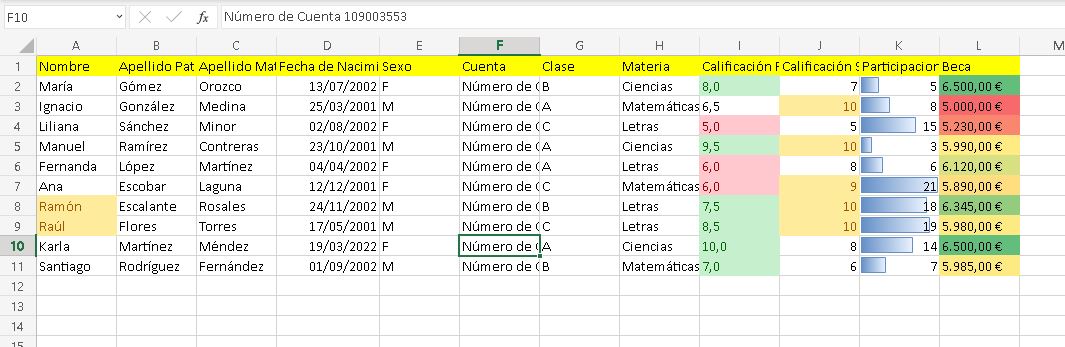 F10 fx Número de Cuenta 109003553
A B C D E F G H I J K L M
1 Nombre Apellido Pat Apellido Mat Fecha de Nacimi Sexo Cuenta Clase Materia Calificación F Calificación S Participacion Beca
2 María Gómez Orozco 13/07/2002 F Número de C B Ciencias 8,0 7 5 6.500,00 €
3 Ignacio González Medina 25/03/2001 M Número de C A Matemáticas 6,5 10 8 5.000,00 €
4 Liliana Sánchez Minor 02/08/2002 F Número de C C Letras 5,0 5 15 5.230,00 €
5 Manuel Ramírez Contreras 23/10/2001 M Número de C A Ciencias 9,5 10 3 5.990,00 €
6 Fernanda López Martínez 04/04/2002 F Número de C A Letras 6,0 8 6 6.120,00 €
7 Ana Escobar Laguna 12/12/2001 F Número de C C Matemáticas 6,0 9 21 5.890,00 €
8 Ramón Escalante Rosales 24/11/2002 M Número de C B Letras 7,5 10 18 6.345,00 €
9 Raúl Flores Torres 17/05/2001 M Número de C C Letras 8,5 10 19 5.980,00 €
10 Karla Martínez Méndez 19/03/2022 F Número de C A Ciencias 10,0 8 14 6.500,00 €
11 Santiago Rodríguez Fernández 01/09/2002 M Número de C B Matemáticas 7,0 6 7 5.985,00 €
12
13
14
15